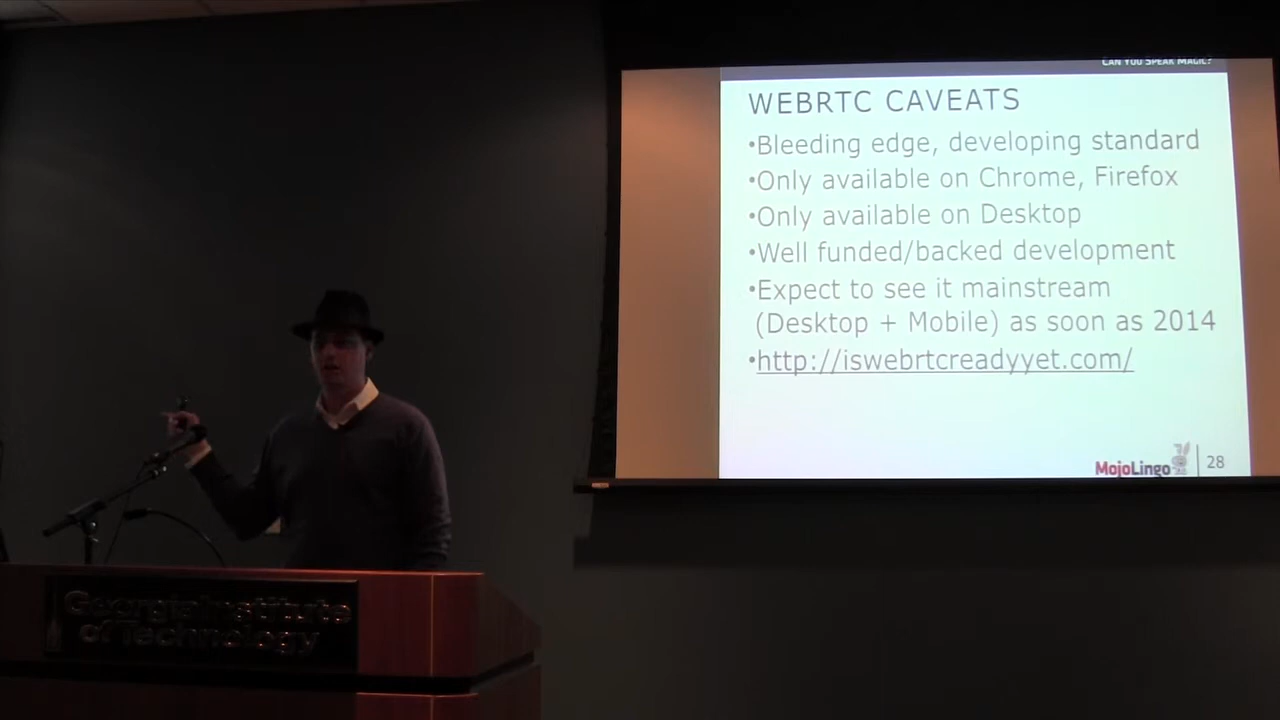 CAN YOU SPEAK MAGIC?
WEBRTC CAVEATS
•Bleeding edge, developing standard
•Only available on Chrome, Firefox
•Only available on Desktop
•Well funded/backed development
•Expect to see it mainstream
(Desktop + Mobile) as soon as 2014
•http://iswebrtcreadyyet.com/
MojoLingo 28
Georgia Institute
of Technology